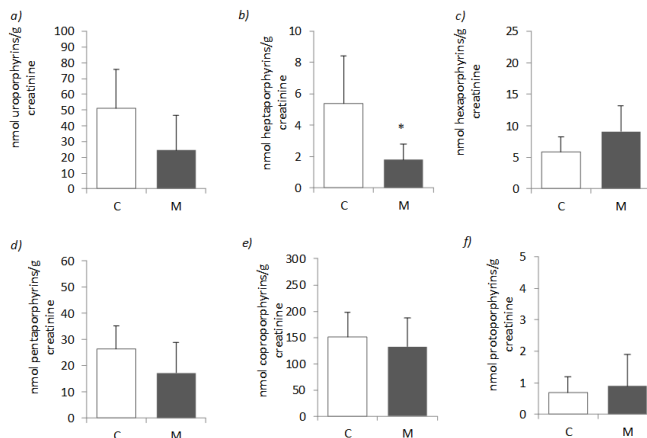 a)
nmol uroporphyrins/g
creatinine
100
90
80
70
60
50
40
30
20
10
0
C M
b)
nmol heptaporphyrins/g
creatinine
10
8
6
4
2
0
*
C M
c)
nmol hexaporphyrins/g
creatinine
25
20
15
10
5
0
C M
d)
nmol pentaporphyrins/g
creatinine
60
50
40
30
20
10
0
C M
e)
nmol coproporphyrins/g
creatinine
300
250
200
150
100
50
0
C M
f)
nmol protoporphyrins/g
creatinine
5
4
3
2
1
0
C M